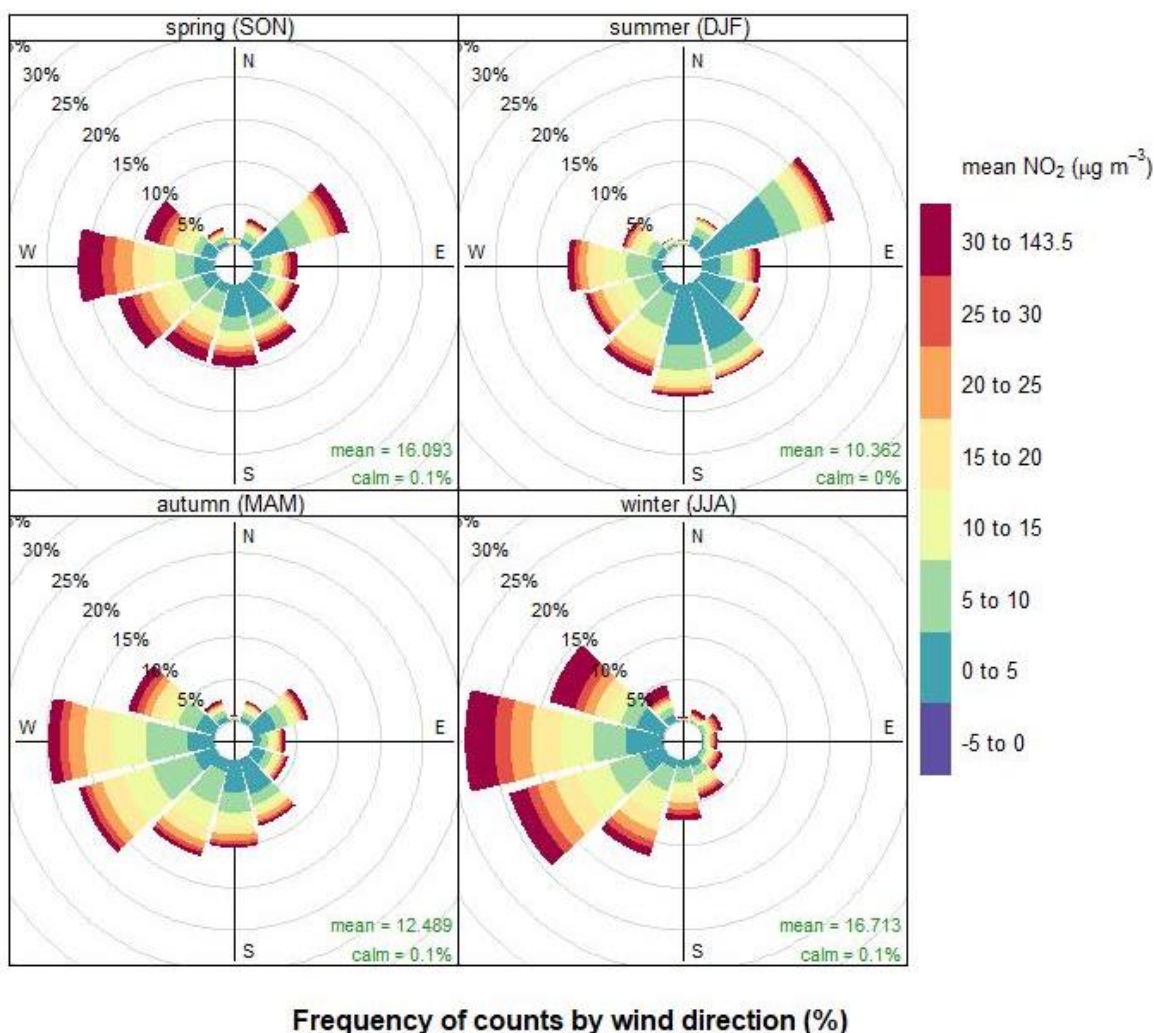 spring (SON)
5%
30%
25%
20%
15%
10%
5%
N
W
E
S
mean = 16.093
calm = 0.1%
summer (DJF)
30%
25%
20%
15%
10%
5%
N
W
E
S
mean = 10.362
calm = 0%
autumn (MAM)
30%
25%
20%
15%
10%
5%
N
W
E
S
mean = 12.489
calm = 0.1%
winter (JJA)
5%
30%
25%
20%
15%
10%
5%
N
W
E
S
mean = 16.713
calm = 0.1%
mean NO₂ (μg m⁻³)
30 to 143.5
25 to 30
20 to 25
15 to 20
10 to 15
5 to 10
0 to 5
-5 to 0
Frequency of counts by wind direction (%)